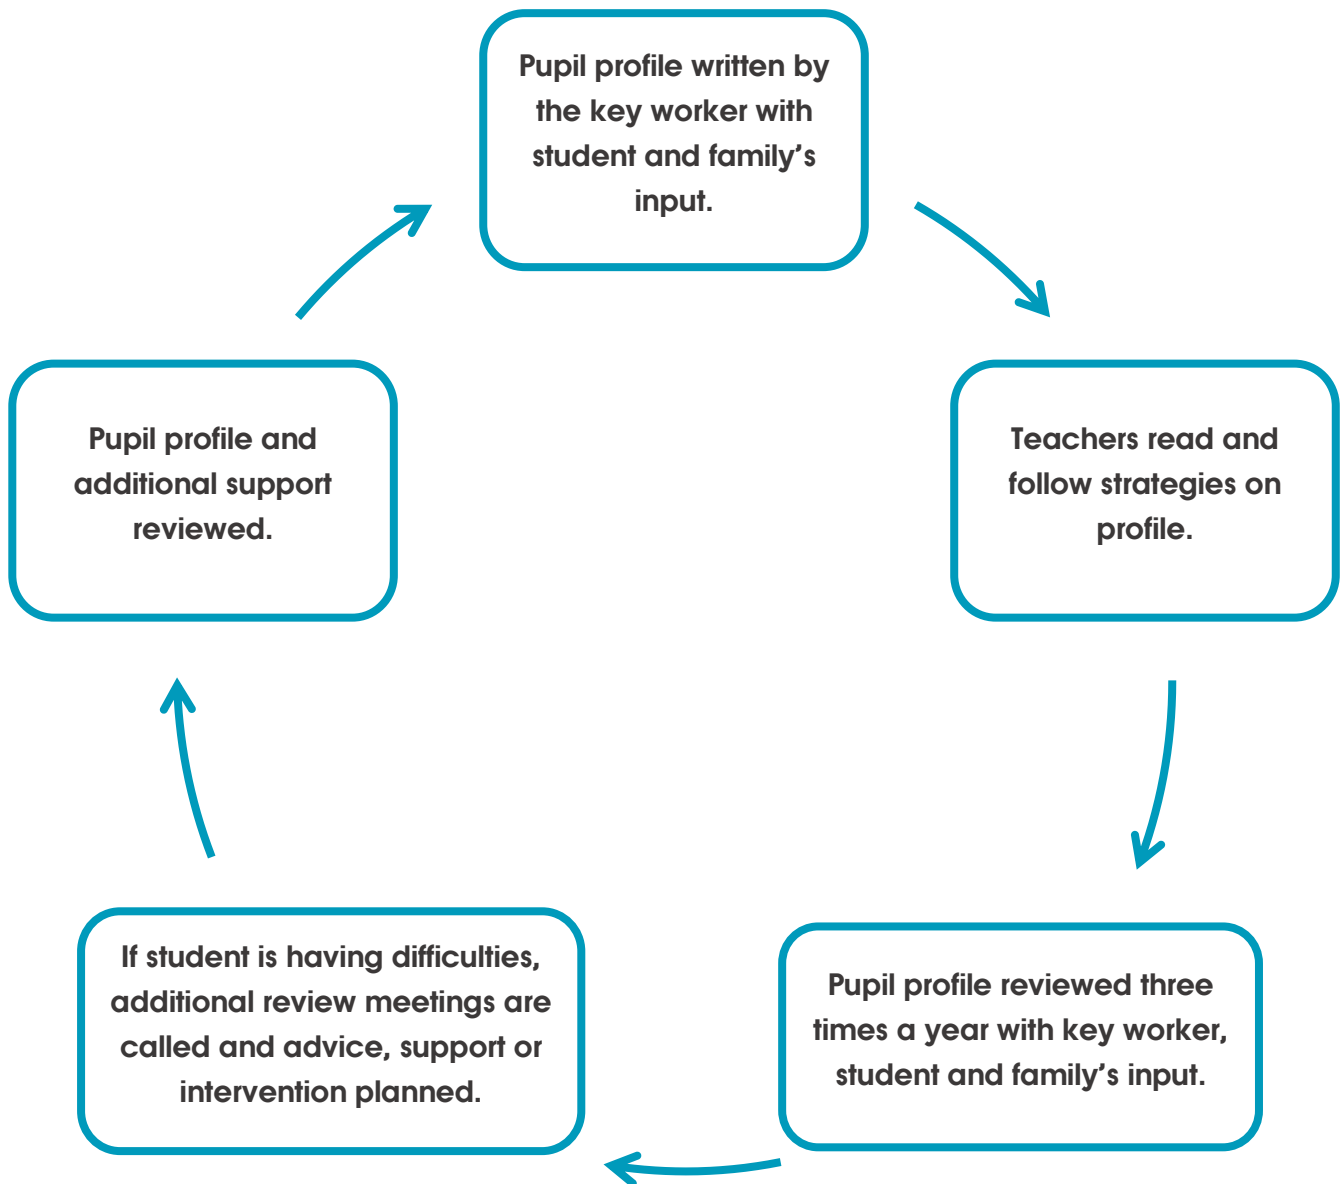 Pupil profile written by
the key worker with
student and family’s
input.
Teachers read and
follow strategies on
profile.
Pupil profile reviewed three
times a year with key worker,
student and family’s input.
If student is having difficulties,
additional review meetings are
called and advice, support or
intervention planned.
Pupil profile and
additional support
reviewed.